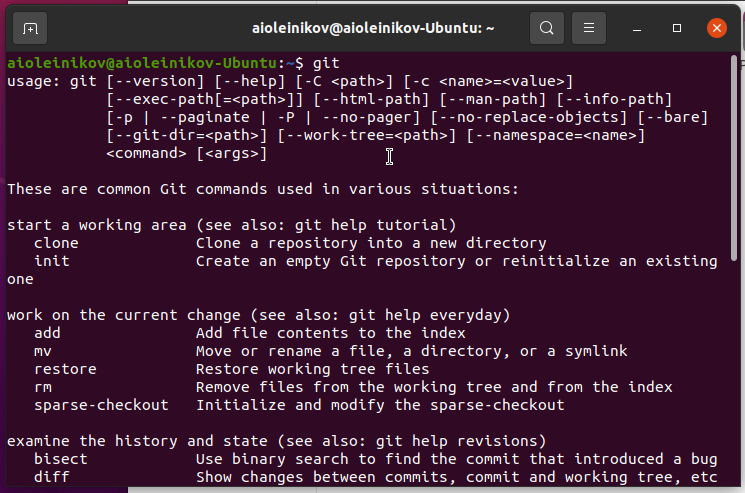 aioleinikov@aioleinikov-Ubuntu: ~
aioleinikov@aioleinikov-Ubuntu:~$ git
usage: git [--version] [--help] [-C <path>] [-c <name>=<value>]
           [--exec-path[=<path>]] [--html-path] [--man-path] [--info-path]
           [-p | --paginate | -P | --no-pager] [--no-replace-objects] [--bare]
           [--git-dir=<path>] [--work-tree=<path>] [--namespace=<name>]
           <command> [<args>]

These are common Git commands used in various situations:

start a working area (see also: git help tutorial)
   clone             Clone a repository into a new directory
   init              Create an empty Git repository or reinitialize an existing
one

work on the current change (see also: git help everyday)
   add               Add file contents to the index
   mv                Move or rename a file, a directory, or a symlink
   restore           Restore working tree files
   rm                Remove files from the working tree and from the index
   sparse-checkout   Initialize and modify the sparse-checkout

examine the history and state (see also: git help revisions)
   bisect            Use binary search to find the commit that introduced a bug
   diff              Show changes between commits, commit and working tree, etc